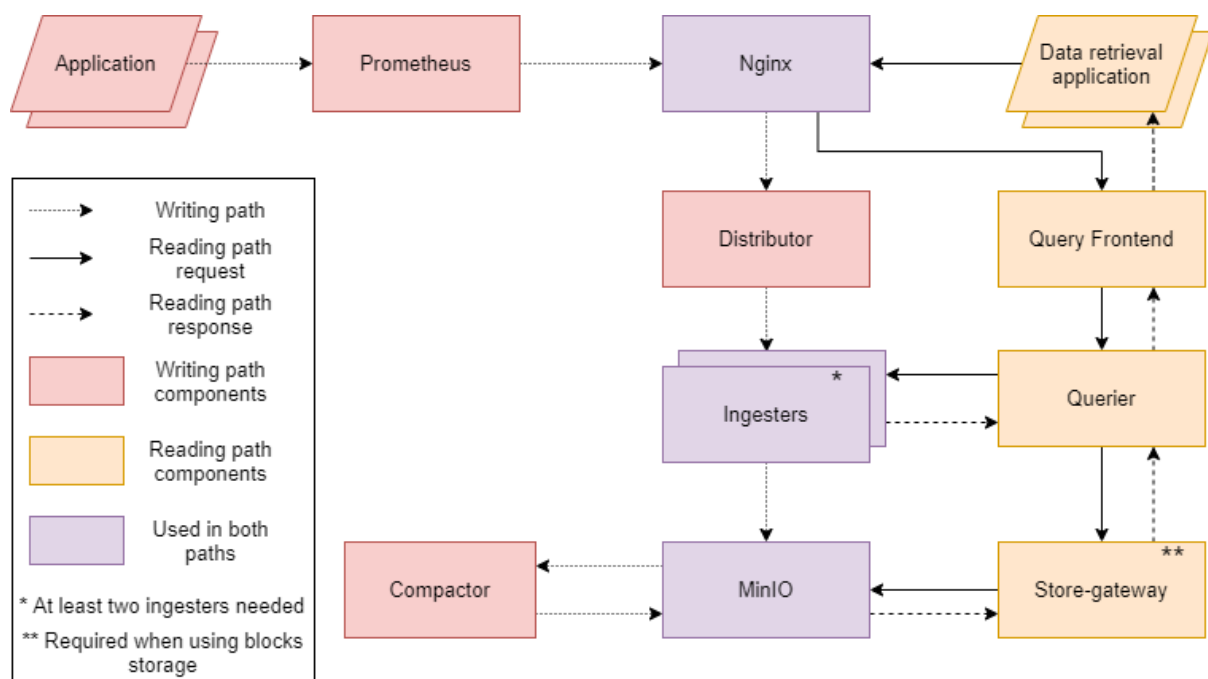 Application
Prometheus
Nginx
Data retrieval
application
Writing path
Reading path
request
Reading path
response
Writing path
components
Reading path
components
Used in both
paths
* At least two ingesters needed
** Required when using blocks
storage
Distributor
Query Frontend
*
Ingesters
Querier
Compactor
MinIO
**
Store-gateway